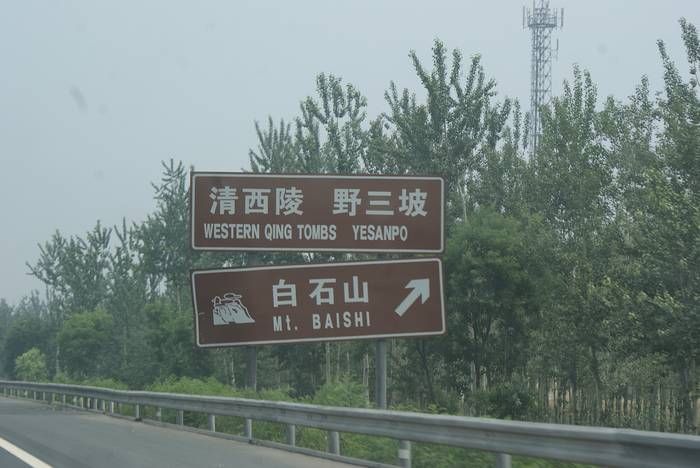 清西陵 野三坡
WESTERN QING TOMBS YESANPO
白石山
Mt. BAISHI